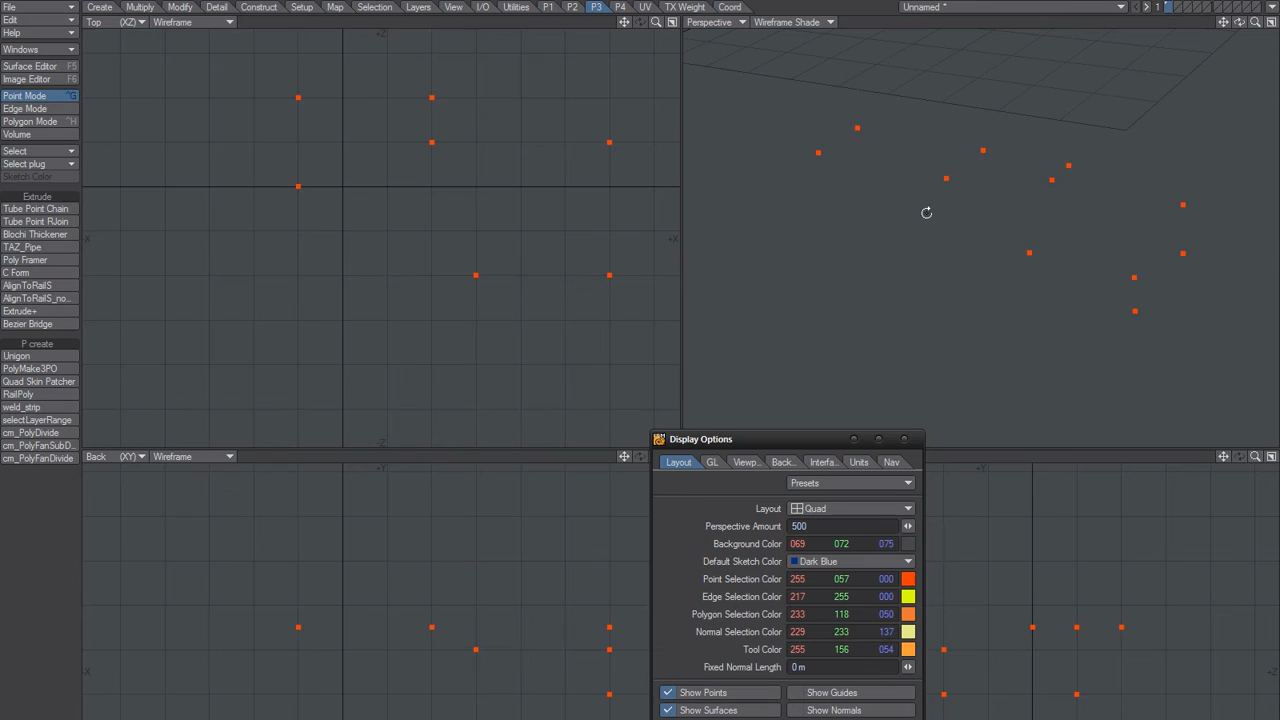 File Create Multiply Modify Detail Construct Setup Map Selection Layers View I/O Utilities P1 P2 P3 P4 UV TX Weight Coord Unnamed * 1
Edit Top (XZ) Wireframe Perspective Wireframe Shade
Help
Windows
Surface Editor F5
Image Editor F6
Point Mode ^G
Edge Mode
Polygon Mode ^H
Volume
Select
Select plug
Sketch Color
Extrude
Tube Point Chain
Tube Point RJoin
Blochi Thickener
TAZ_Pipe
Poly Framer
C Form
AlignToRailS
AlignToRailS_no...
Extrude+
Bezier Bridge
P create
Unigon
PolyMake3PO
Quad Skin Patcher
RailPoly
weld_strip
selectLayerRange
cm_PolyDivide
cm_PolyFanSubD...
cm_PolyFanDivide
+Z
-X
+X
-Z
Back (XY) Wireframe
+Y
-X
+Y
+Z
Display Options
Layout GL Viewp... Back... Interfa... Units Nav
Presets
Layout Quad
Perspective Amount 500
Background Color 069 072 075
Default Sketch Color Dark Blue
Point Selection Color 255 057 000
Edge Selection Color 217 255 000
Polygon Selection Color 233 118 050
Normal Selection Color 229 233 137
Tool Color 255 156 054
Fixed Normal Length 0 m
Show Points Show Guides
Show Surfaces Show Normals